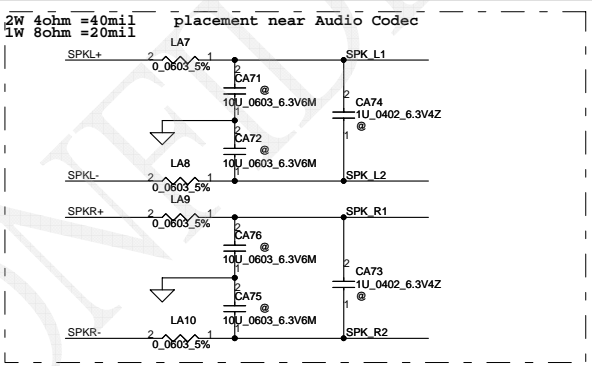 2W 4ohm =40mil placement near Audio Codec
1W 8ohm =20mil
LA7
SPKL+ 2 1 SPK_L1
0_0603_5%
2
CA71
@
10U_0603_6.3V6M
1
2
CA74
1U_0402_6.3V4Z
1 @
2
CA72
@
10U_0603_6.3V6M
1
LA8
SPKL- 2 1 SPK_L2
0_0603_5%
LA9
SPKR+ 2 1 SPK_R1
0_0603_5%
2
CA76
@
10U_0603_6.3V6M
1
2
CA73
1U_0402_6.3V4Z
1 @
2
CA75
@
10U_0603_6.3V6M
1
LA10
SPKR- 2 1 SPK_R2
0_0603_5%